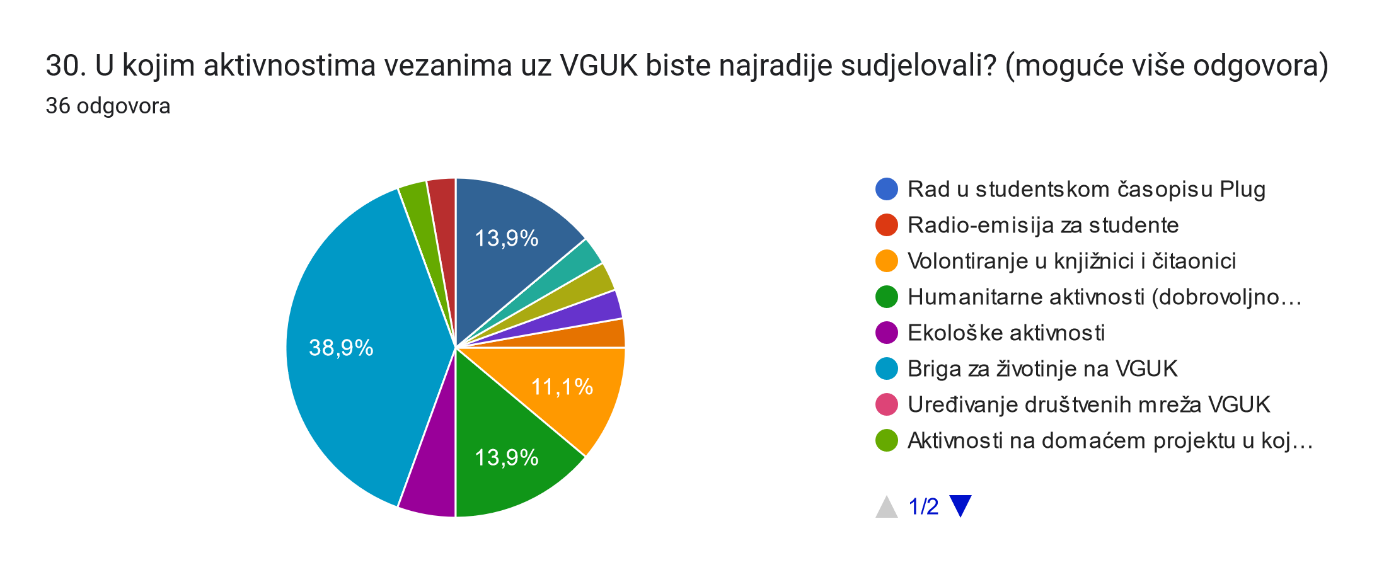 30. U kojim aktivnostima vezanima uz VGUK biste najradije sudjelovali? (moguće više odgovora)
36 odgovora
13,9%
38,9%
11,1%
13,9%
Rad u studentskom časopisu Plug
Radio-emisija za studente
Volontiranje u knjižnici i čitaonici
Humanitarne aktivnosti (dobrovoljno…
Ekološke aktivnosti
Briga za životinje na VGUK
Uređivanje društvenih mreža VGUK
Aktivnosti na domaćem projektu u koj…
1/2